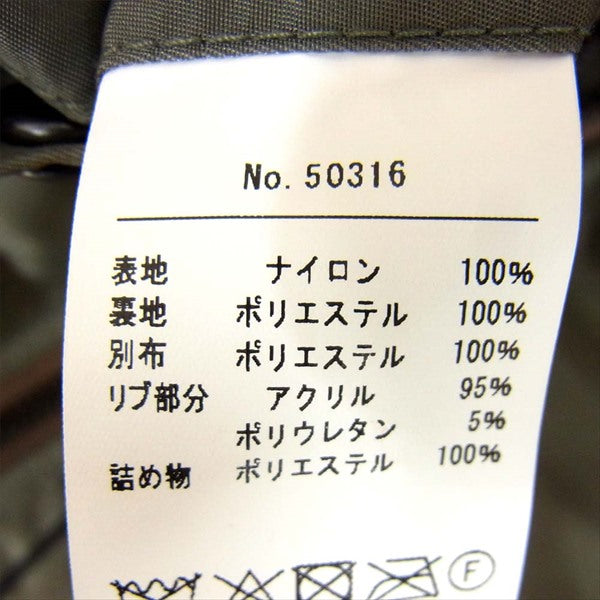 No. 50316
表地 ナイロン 100%
裏地 ポリエステル 100%
別布 ポリエステル 100%
リブ部分 アクリル 95%
ポリウレタン 5%
詰め物 ポリエステル 100%
F